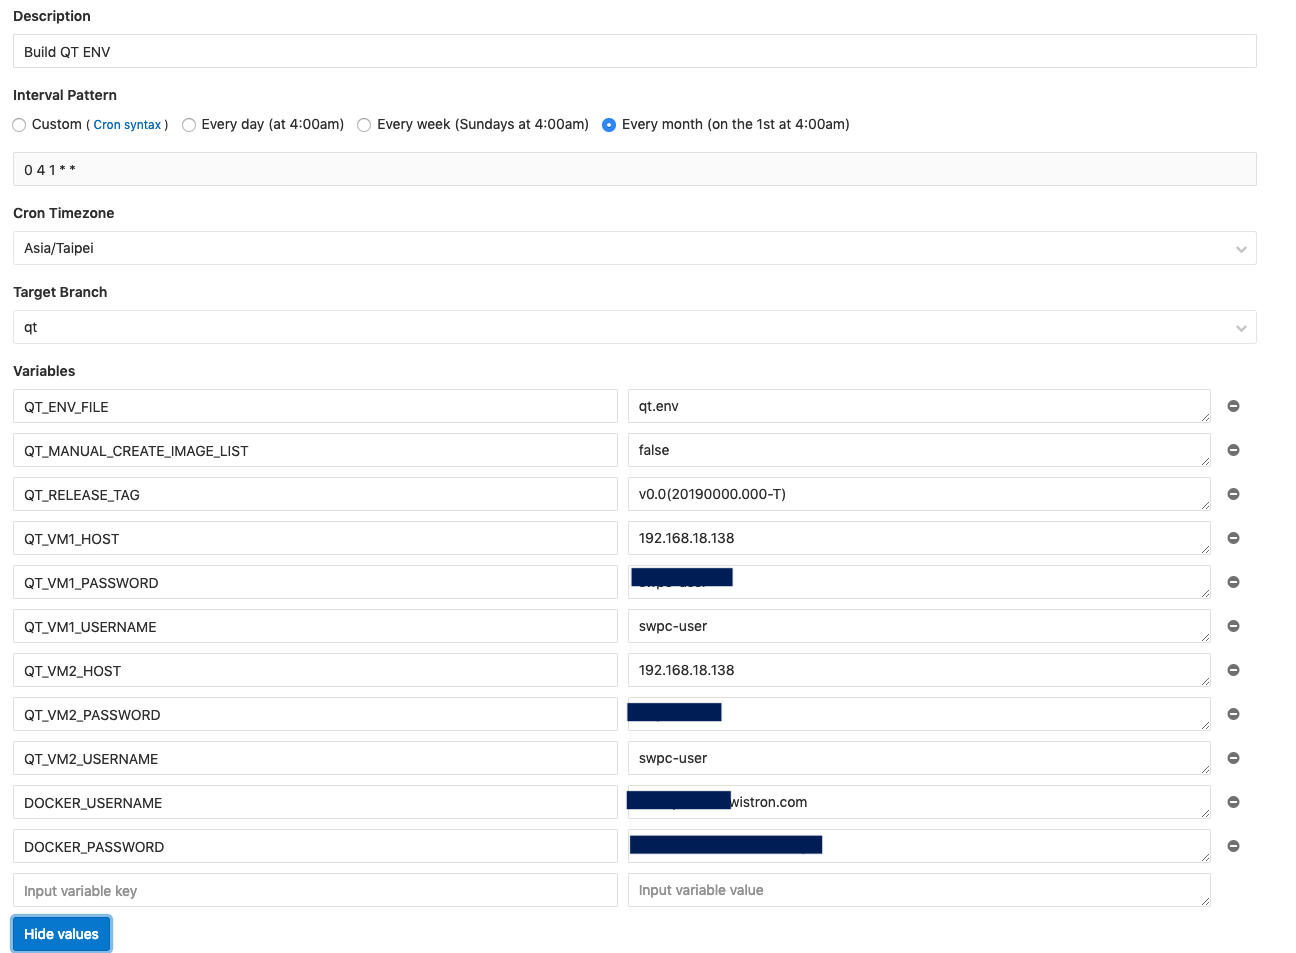 Description
Build QT ENV
Interval Pattern
Custom ( Cron syntax ) Every day (at 4:00am) Every week (Sundays at 4:00am) Every month (on the 1st at 4:00am)
0 4 1 * *
Cron Timezone
Asia/Taipei
Target Branch
qt
Variables
QT_ENV_FILE qt.env
QT_MANUAL_CREATE_IMAGE_LIST false
QT_RELEASE_TAG v0.0(20190000.000-T)
QT_VM1_HOST 192.168.18.138
QT_VM1_PASSWORD
QT_VM1_USERNAME swpc-user
QT_VM2_HOST 192.168.18.138
QT_VM2_PASSWORD
QT_VM2_USERNAME swpc-user
DOCKER_USERNAME wistron.com
DOCKER_PASSWORD
Input variable key Input variable value
Hide values